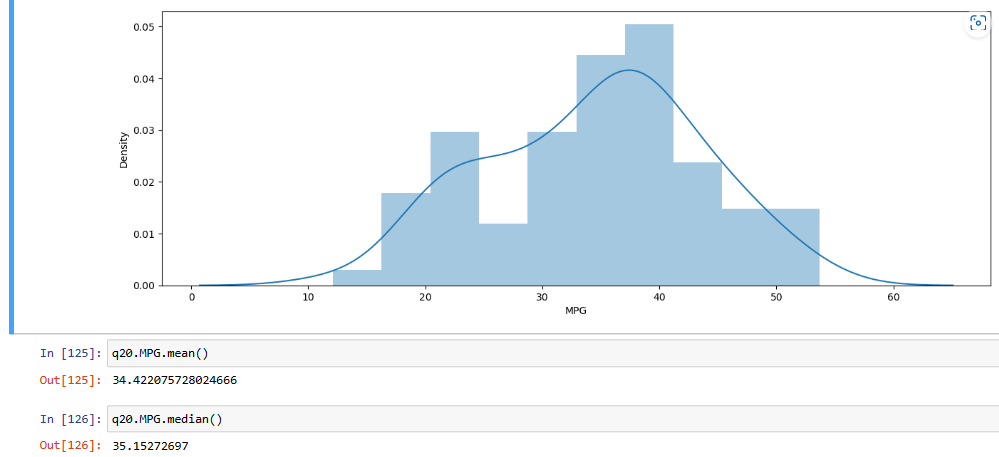 0.05
0.04
0.03
0.02
0.01
0.00
Density
0 10 20 30 40 50 60
MPG
In [125]: q20.MPG.mean()
Out[125]: 34.422075728024666
In [126]: q20.MPG.median()
Out[126]: 35.15272697